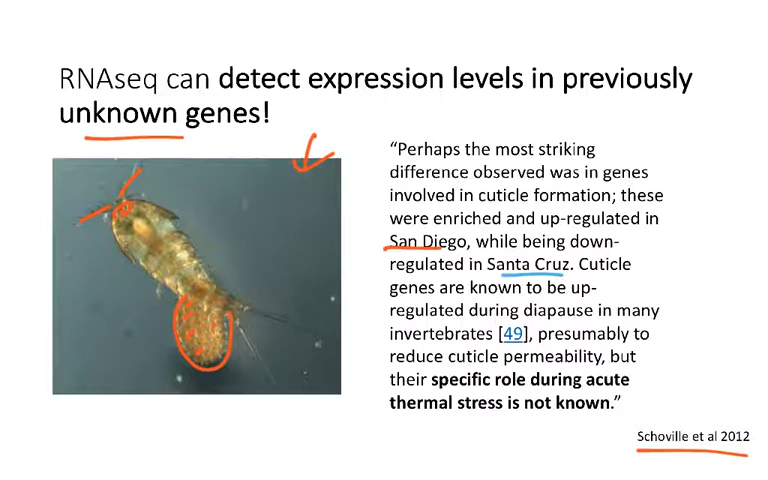 RNAseq can detect expression levels in previously
unknown genes!
“Perhaps the most striking
difference observed was in genes
involved in cuticle formation; these
were enriched and up-regulated in
San Diego, while being down-
regulated in Santa Cruz. Cuticle
genes are known to be up-
regulated during diapause in many
invertebrates [49], presumably to
reduce cuticle permeability, but
their specific role during acute
thermal stress is not known.”
Schoville et al 2012